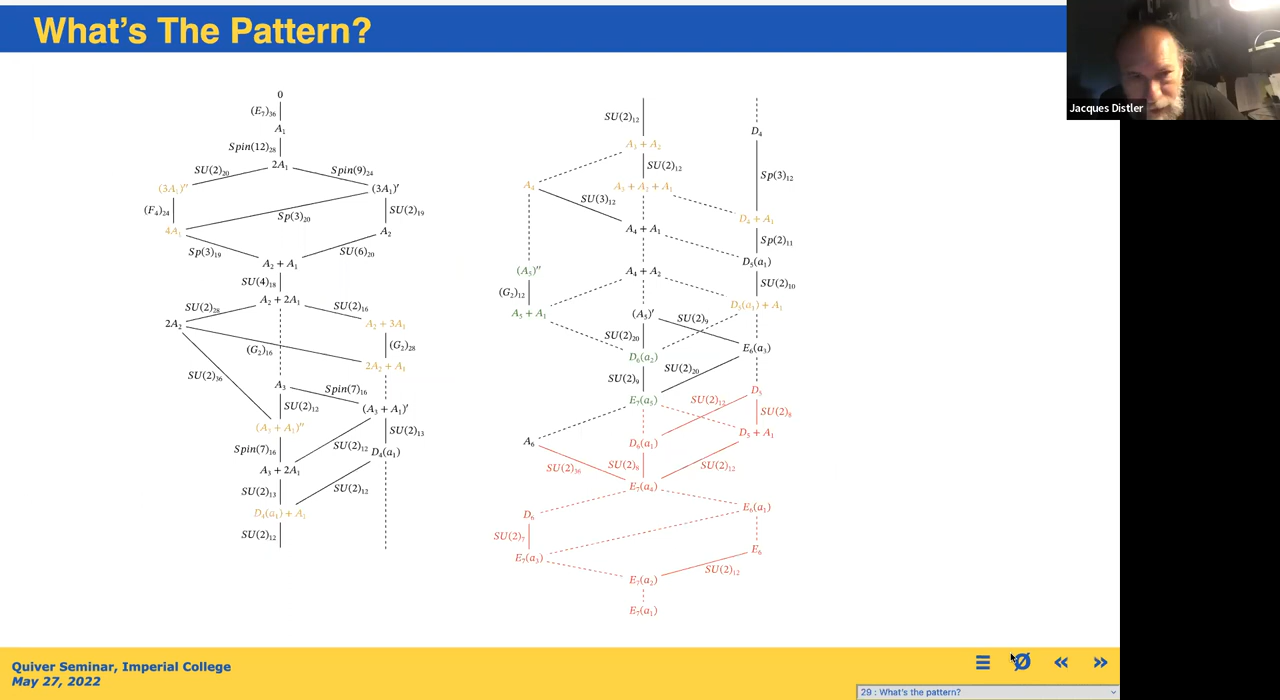 What's The Pattern?
Jacques Distler
0
(E₇)₃₆
A₁
Spin(12)₂₈
2A₁
SU(2)₂₀
Spin(9)₂₄
(3A₁)″
(3A₁)′
(F₄)₂₄
Sp(3)₂₀
SU(2)₁₉
4A₁
A₂
Sp(3)₁₉
SU(6)₂₀
A₂ + A₁
SU(4)₁₈
A₂ + 2A₁
SU(2)₂₈
SU(2)₁₆
2A₂
A₂ + 3A₁
(G₂)₁₆
(G₂)₂₈
2A₂ + A₁
SU(2)₃₆
A₃
Spin(7)₁₆
SU(2)₁₂
(A₃ + A₁)′
(A₃ + A₁)″
SU(2)₁₃
Spin(7)₁₆
SU(2)₁₂
D₄(a₁)
A₃ + 2A₁
SU(2)₁₃
SU(2)₁₂
D₄(a₁) + A₁
SU(2)₁₂
SU(2)₁₂
D₄
A₃ + A₂
SU(2)₁₂
Sp(3)₁₂
A₄
A₃ + A₂ + A₁
SU(3)₁₂
D₄ + A₁
A₄ + A₁
Sp(2)₁₁
D₅(a₁)
(A₅)″
A₄ + A₂
SU(2)₁₀
(G₂)₁₂
D₅(a₁) + A₁
A₅ + A₁
(A₅)′
SU(2)₉
SU(2)₂₀
E₆(a₃)
D₆(a₂)
SU(2)₂₀
SU(2)₉
D₅
E₇(a₅)
SU(2)₁₂
SU(2)₈
A₆
D₆(a₁)
D₅ + A₁
SU(2)₃₆
SU(2)₈
SU(2)₁₂
E₇(a₄)
D₆
E₆(a₁)
SU(2)₇
E₇(a₃)
E₆
SU(2)₁₂
E₇(a₂)
E₇(a₁)
Quiver Seminar, Imperial College
May 27, 2022
29 : What's the pattern?